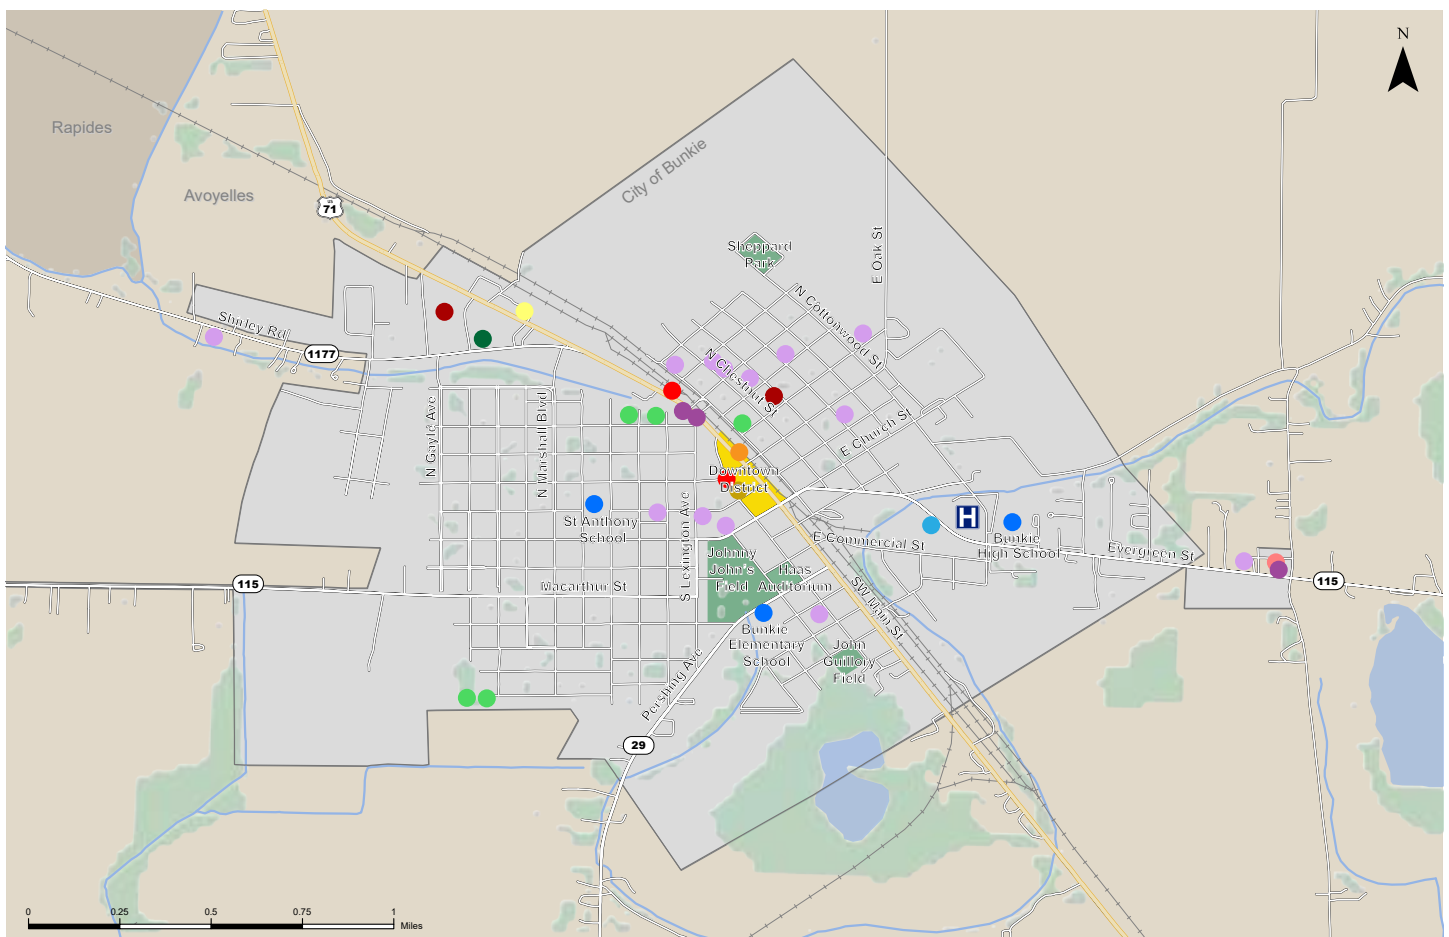 N
Rapides
City of Bunkie
Avoyelles
US
71
Sheppard
Park
E Oak St
N Cottonwood St
Shirley Rd
1177
N Chestnut St
N Gayle Ave
N Marshall Blvd
E Church St
Downtown
District
St Anthony
School
S Lexington Ave
H
Bunkie
High School
E Commercial St
Evergreen St
Johnny
John's
Field
Haas
Auditorium
115
Macarthur St
115
SW Main St
Bunkie
Elementary
School
John
Guillory
Field
Pershing Ave
29
0 0.25 0.5 0.75 1
Miles